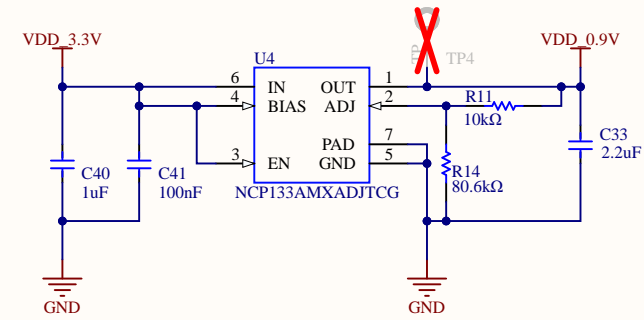 VDD_3.3V
TP
TP4
VDD_0.9V
U4
6
IN
OUT
1
4
BIAS
ADJ
2
R11
10kΩ
PAD
7
3
EN
GND
5
C40
1uF
C41
100nF
NCP133AMXADJTCG
R14
80.6kΩ
C33
2.2uF
GND
GND